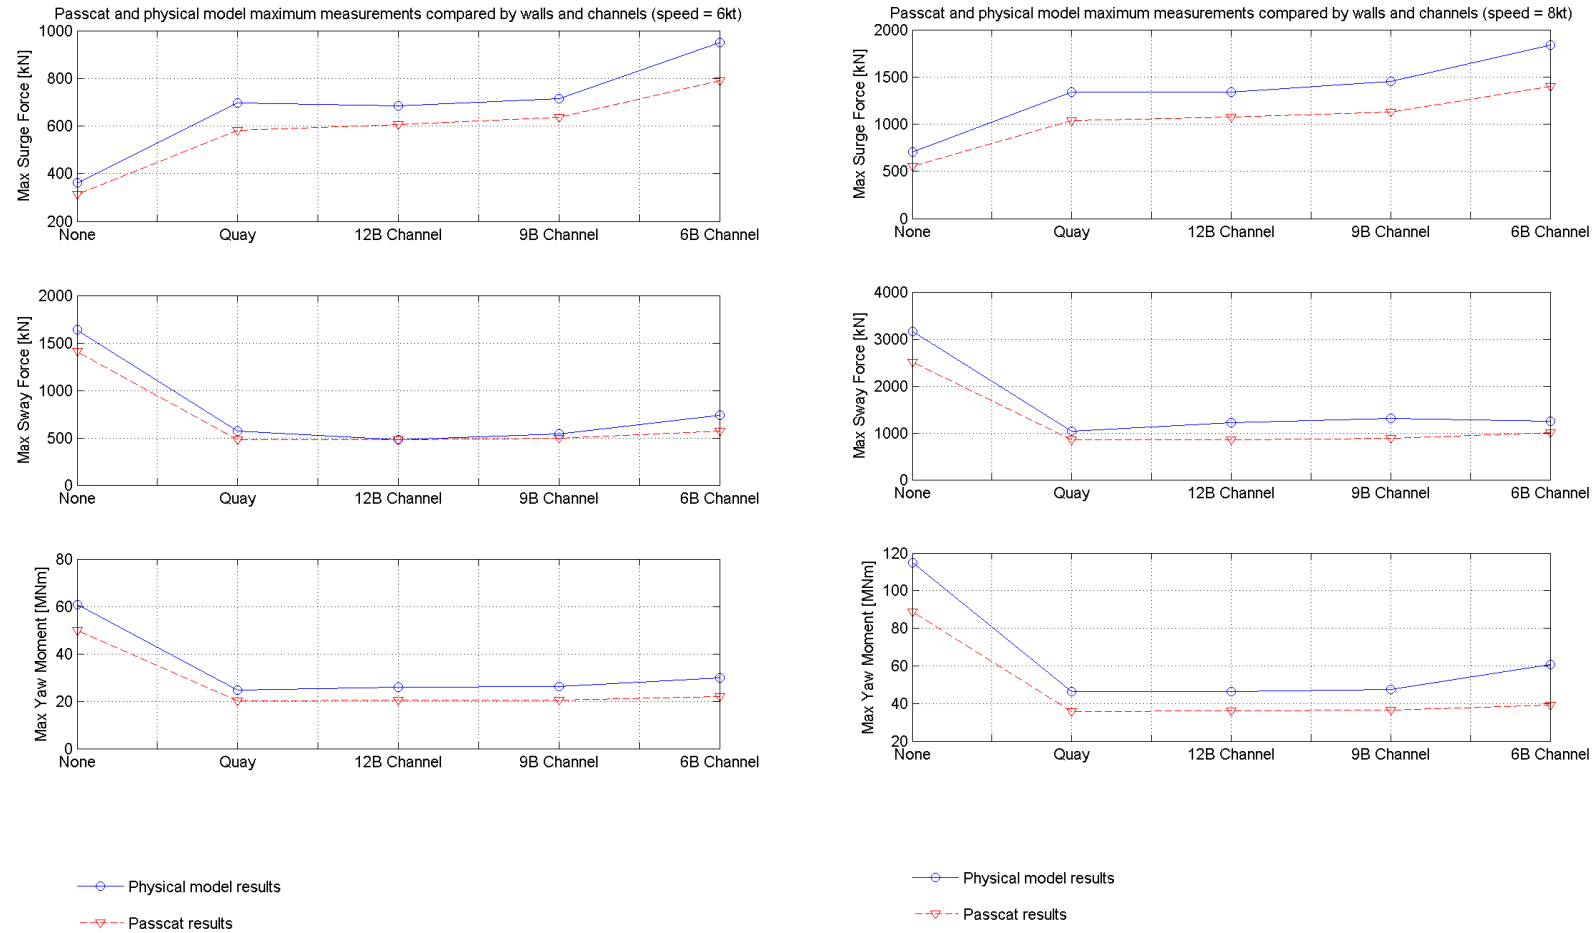 Passcat and physical model maximum measurements compared by walls and channels (speed = 6kt)
Max Surge Force [kN]
1000
800
600
400
200
None Quay 12B Channel 9B Channel 6B Channel
Max Sway Force [kN]
2000
1500
1000
500
0
None Quay 12B Channel 9B Channel 6B Channel
Max Yaw Moment [MNm]
80
60
40
20
0
None Quay 12B Channel 9B Channel 6B Channel
Physical model results
Passcat results
Passcat and physical model maximum measurements compared by walls and channels (speed = 8kt)
Max Surge Force [kN]
2000
1500
1000
500
0
None Quay 12B Channel 9B Channel 6B Channel
Max Sway Force [kN]
4000
3000
2000
1000
0
None Quay 12B Channel 9B Channel 6B Channel
Max Yaw Moment [MNm]
120
100
80
60
40
20
None Quay 12B Channel 9B Channel 6B Channel
Physical model results
Passcat results